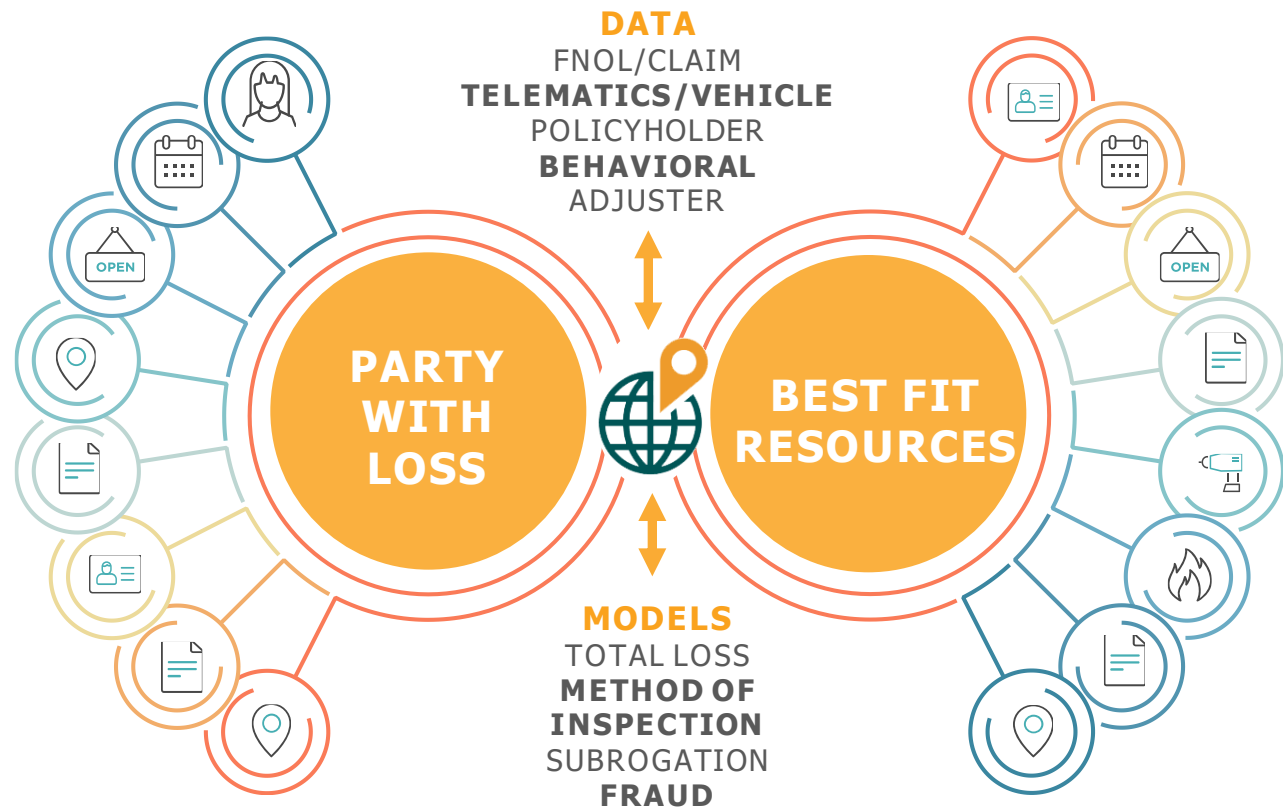 DATA
FNOL/CLAIM
TELEMATICS/VEHICLE
POLICYHOLDER
BEHAVIORAL
ADJUSTER
OPEN
OPEN
PARTY
WITH
LOSS
BEST FIT
RESOURCES
MODELS
TOTAL LOSS
METHOD OF
INSPECTION
SUBROGATION
FRAUD